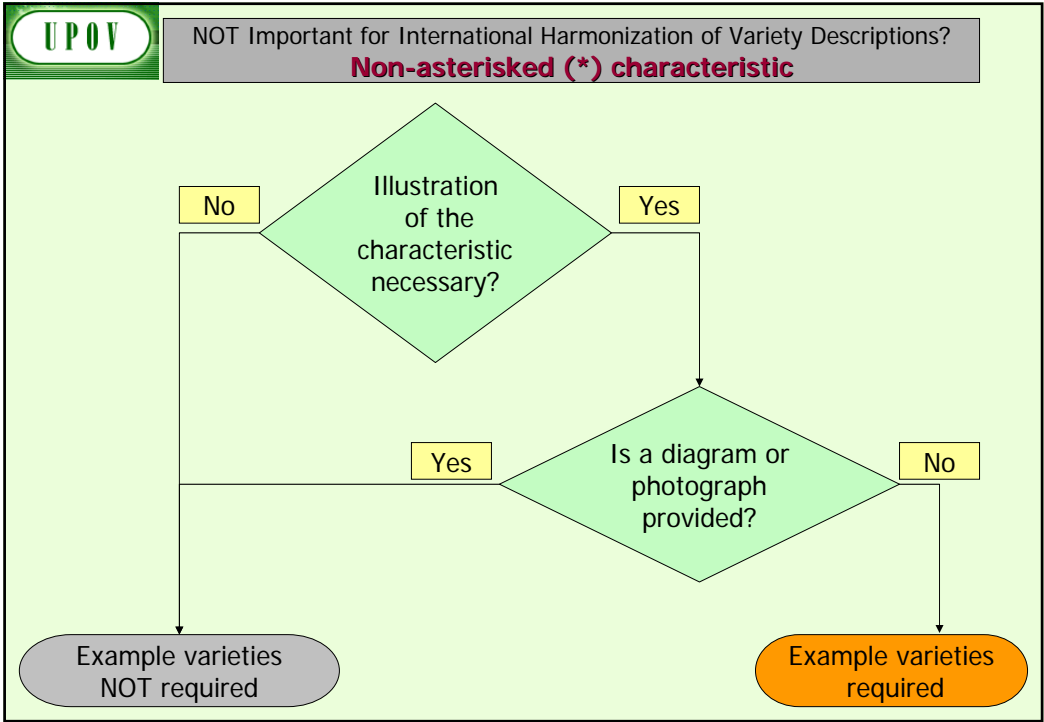 UPOV
NOT Important for International Harmonization of Variety Descriptions?
Non-asterisked (*) characteristic
Illustration
of the
characteristic
necessary?
No
Yes
Is a diagram or
photograph
provided?
Yes
No
Example varieties
NOT required
Example varieties
required